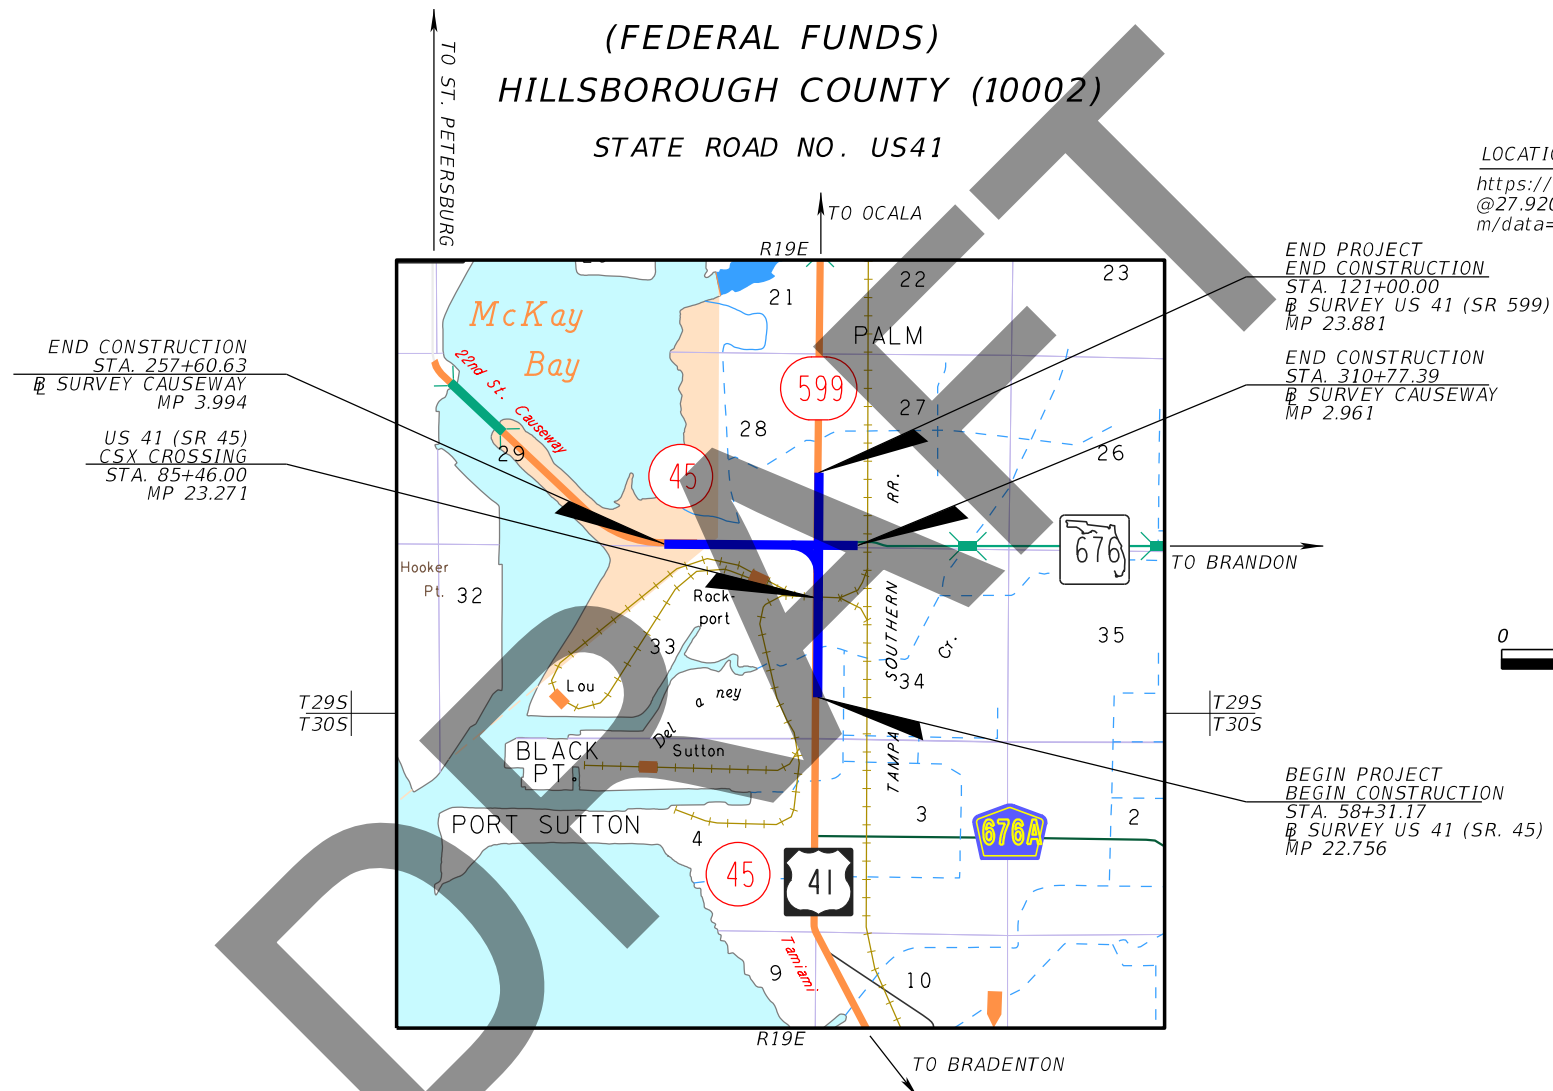 (FEDERAL FUNDS)
HILLSBOROUGH COUNTY (10002)
STATE ROAD NO. US41
TO ST. PETERSBURG
TO OCALA
R19E
LOCATIO
https://
@27.920
m/data=
END PROJECT
END CONSTRUCTION
STA. 121+00.00
BL SURVEY US 41 (SR 599)
MP 23.881
END CONSTRUCTION
STA. 310+77.39
BL SURVEY CAUSEWAY
MP 2.961
END CONSTRUCTION
STA. 257+60.63
BL SURVEY CAUSEWAY
MP 3.994
US 41 (SR 45)
CSX CROSSING
STA. 85+46.00
MP 23.271
McKay
Bay
22nd St. Causeway
21
22
23
PALM
599
28
27
26
29
45
RR.
676
TO BRANDON
Hooker
Pt.
32
Rock-
port
33
SOUTHERN
Cr.
35
34
Lou
Del a ney
Sutton
TAMPA
BLACK
PT.
T29S
T30S
T29S
T30S
0
PORT SUTTON
4
3
2
676A
45
41
BEGIN PROJECT
BEGIN CONSTRUCTION
STA. 58+31.17
BL SURVEY US 41 (SR. 45)
MP 22.756
Tamiami
9
10
R19E
TO BRADENTON
DRAFT